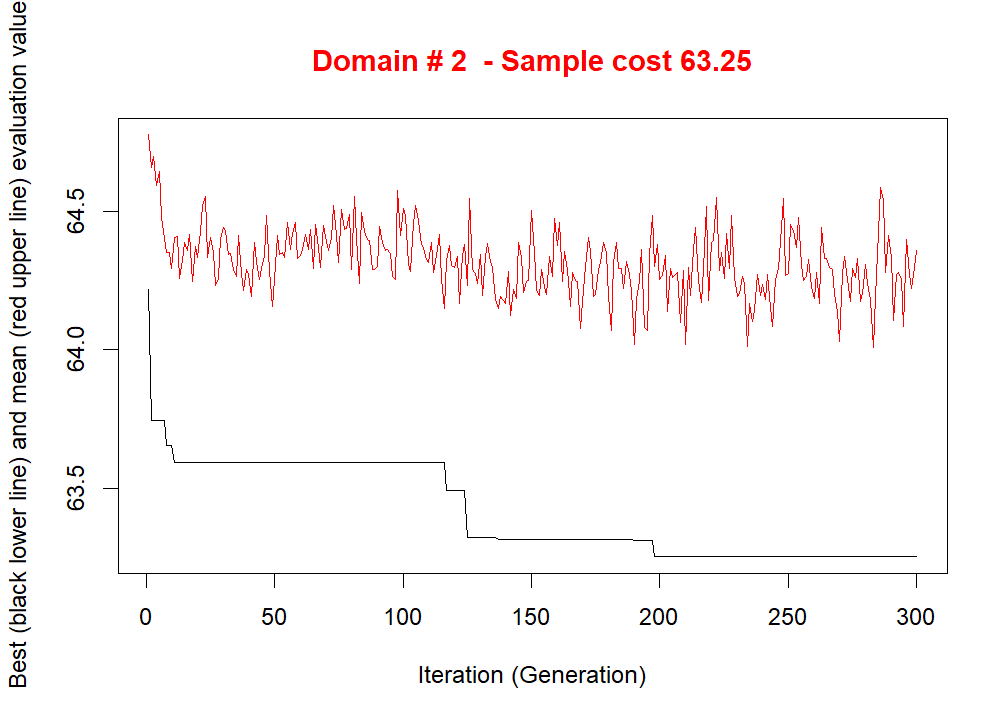 Domain # 2  - Sample cost 63.25
Best (black lower line) and mean (red upper line) evaluation value
64.5
64.0
63.5
0 50 100 150 200 250 300
Iteration (Generation)